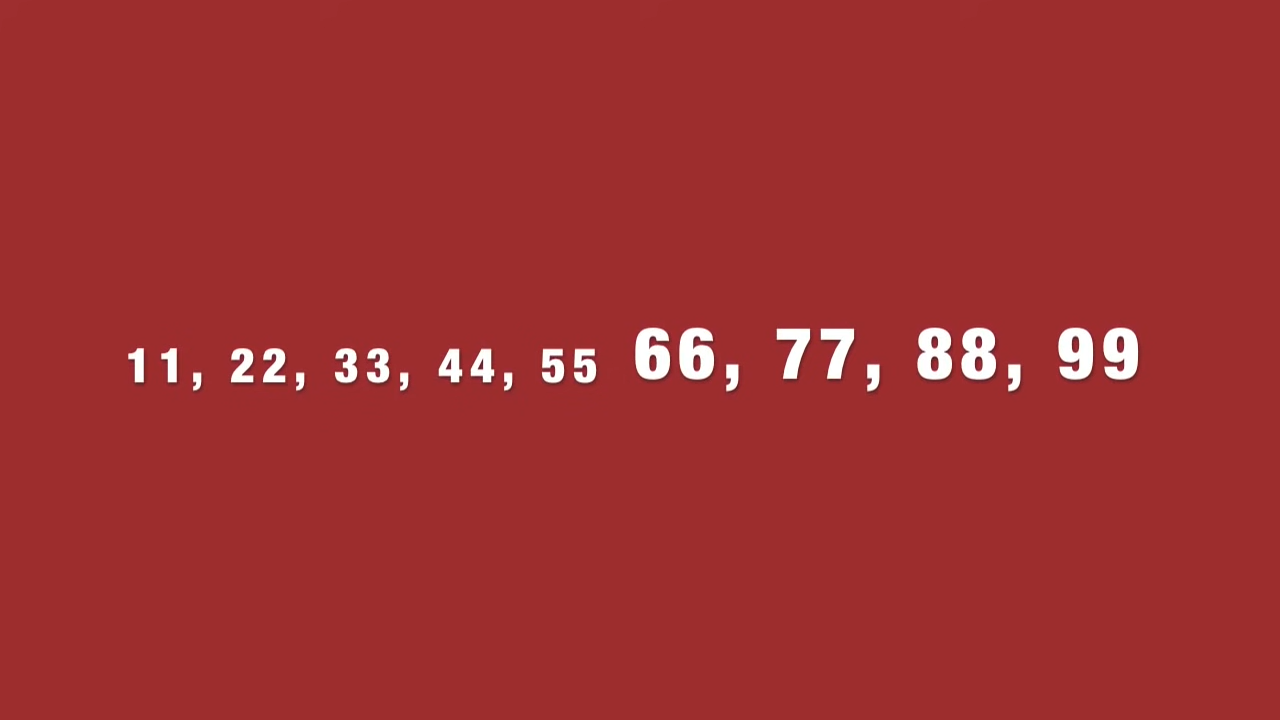 11, 22, 33, 44, 55 66, 77, 88, 99